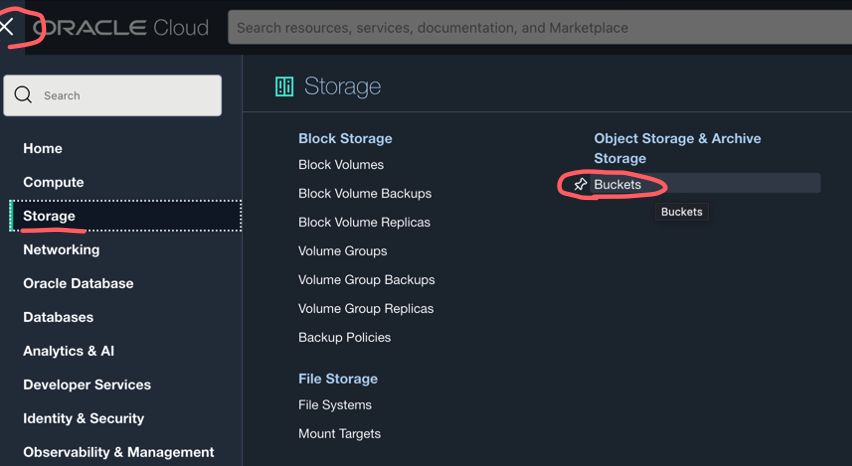 ORACLE Cloud
Search resources, services, documentation, and Marketplace
Search
Home
Compute
Storage
Networking
Oracle Database
Databases
Analytics & AI
Developer Services
Identity & Security
Observability & Management
Storage
Block Storage
Block Volumes
Block Volume Backups
Block Volume Replicas
Volume Groups
Volume Group Backups
Volume Group Replicas
Backup Policies
File Storage
File Systems
Mount Targets
Object Storage & Archive
Storage
Buckets
Buckets